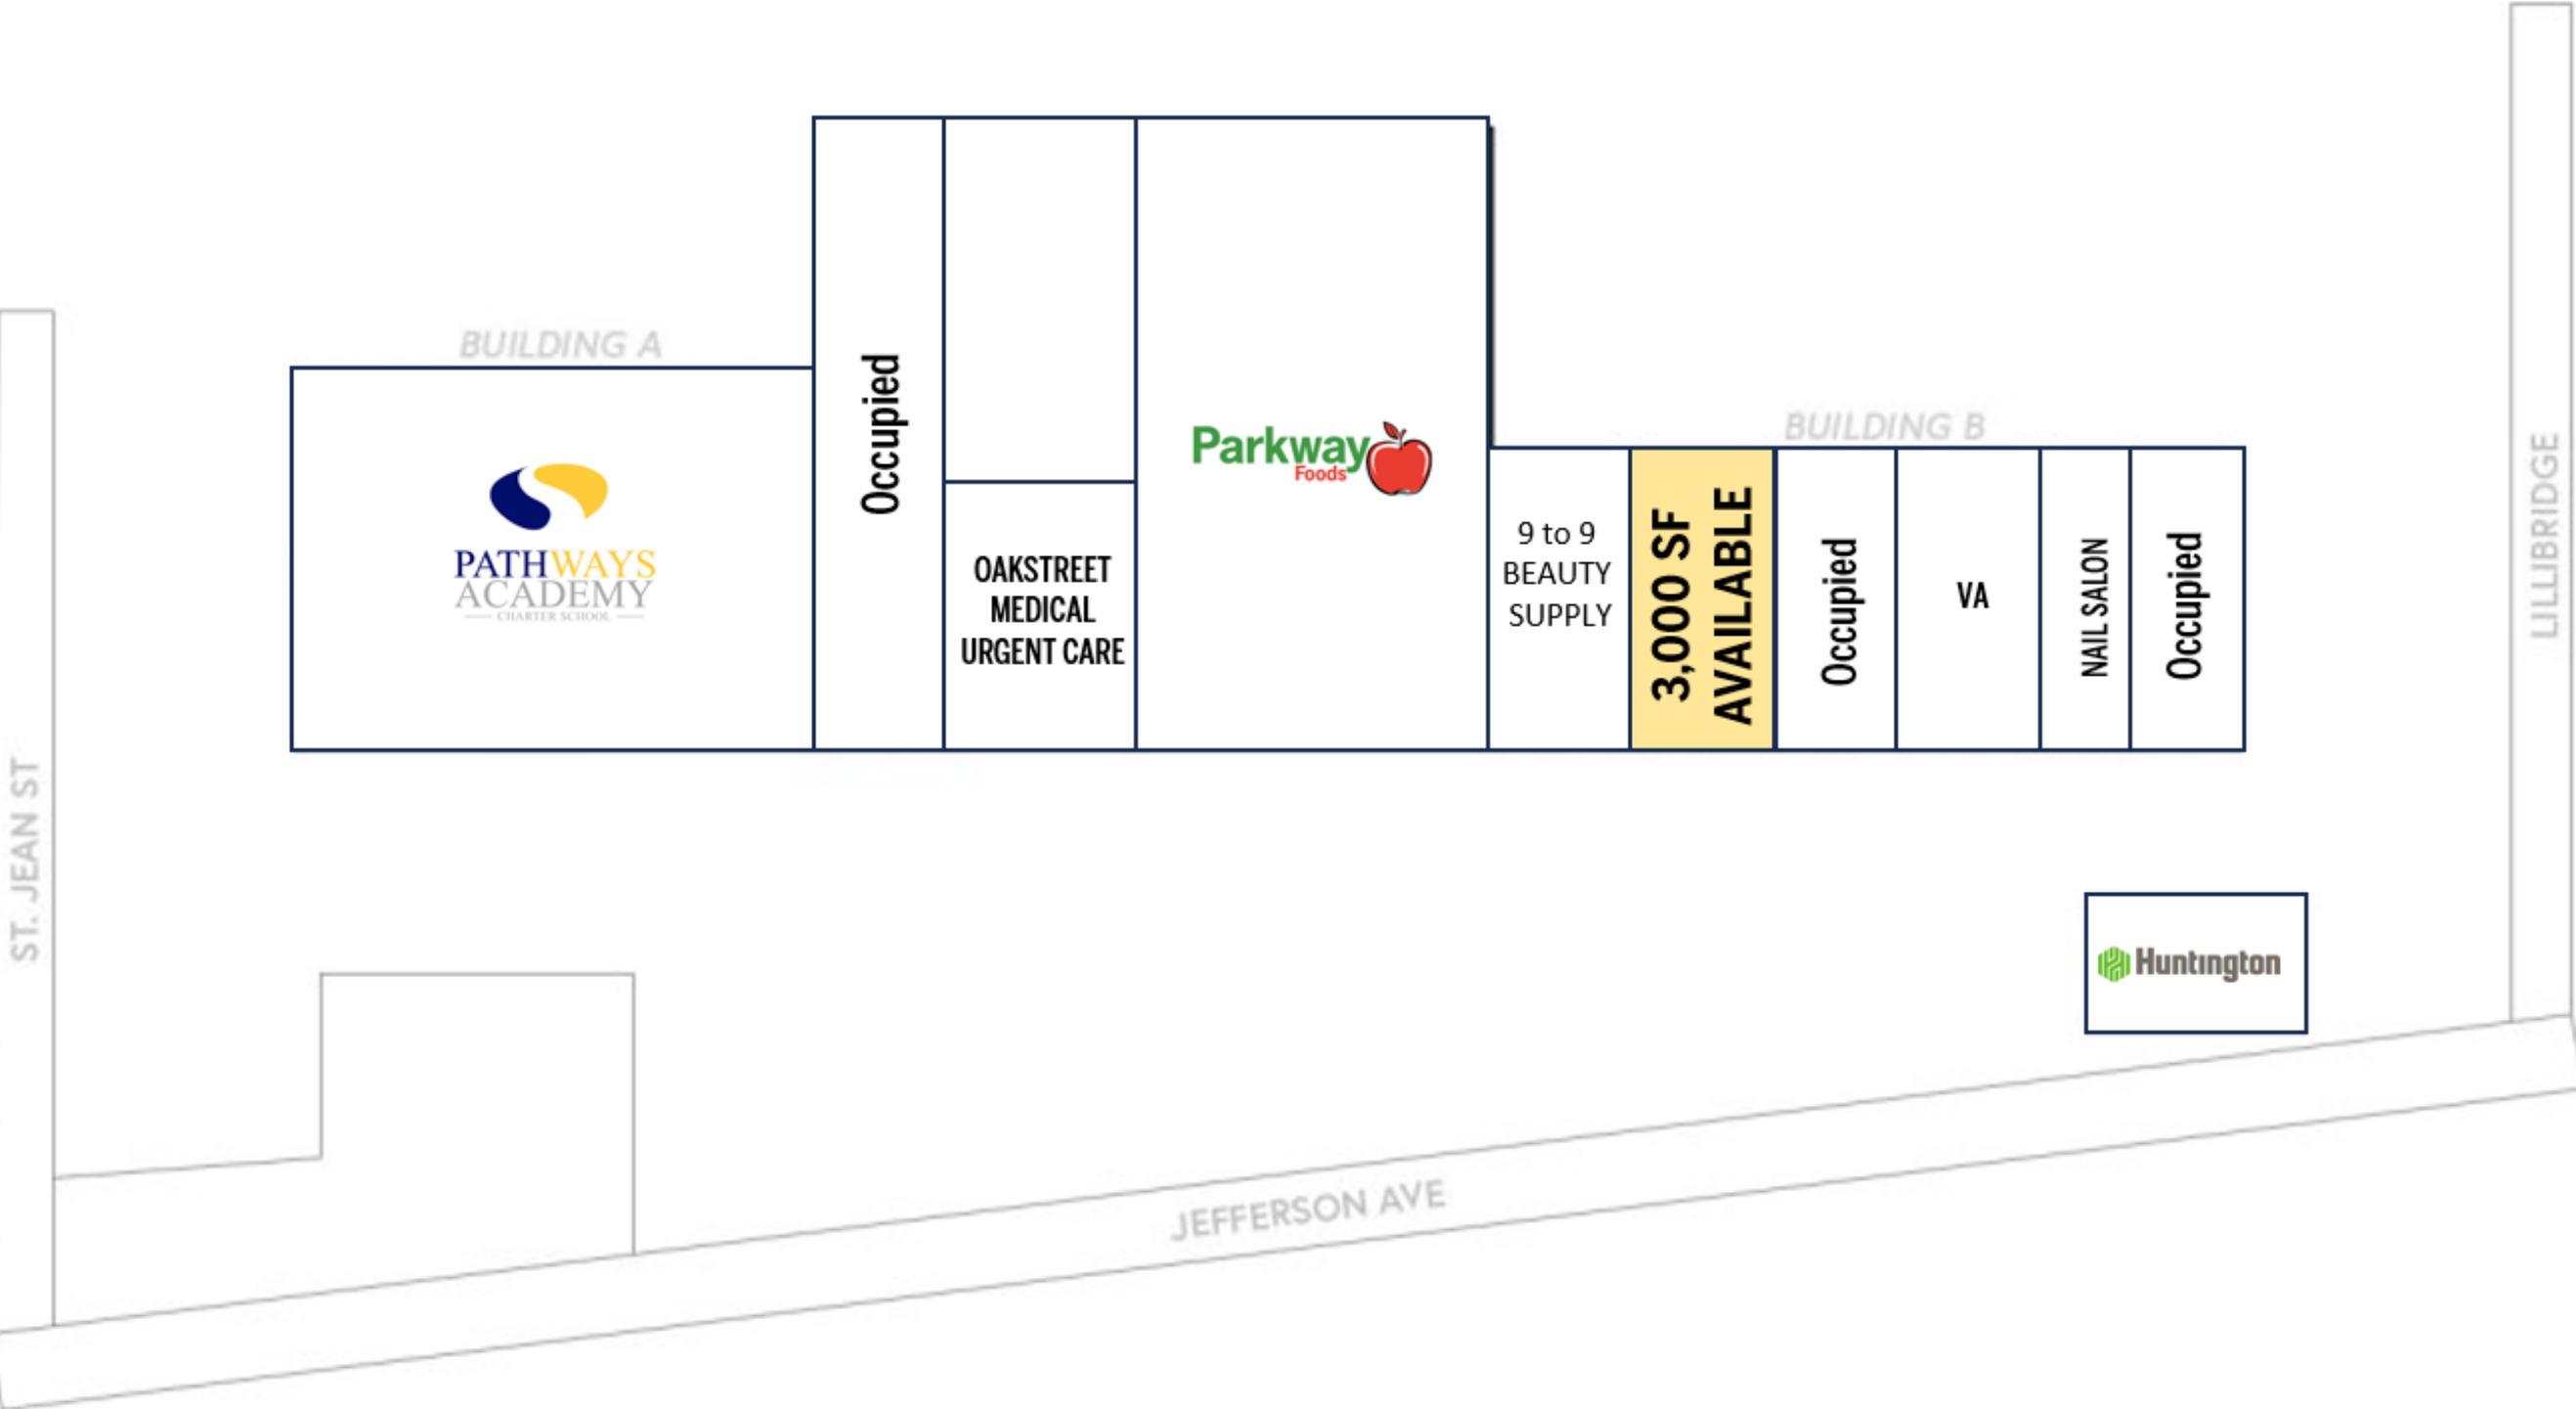 BUILDING A
Occupied
Parkway
Foods
BUILDING B
PATHWAYS
ACADEMY
CHARTER SCHOOL
OAKSTREET
MEDICAL
URGENT CARE
9 to 9
BEAUTY
SUPPLY
3,000 SF
AVAILABLE
Occupied
VA
NAIL SALON
Occupied
LILLIBRIDGE
ST. JEAN ST
Huntington
JEFFERSON AVE